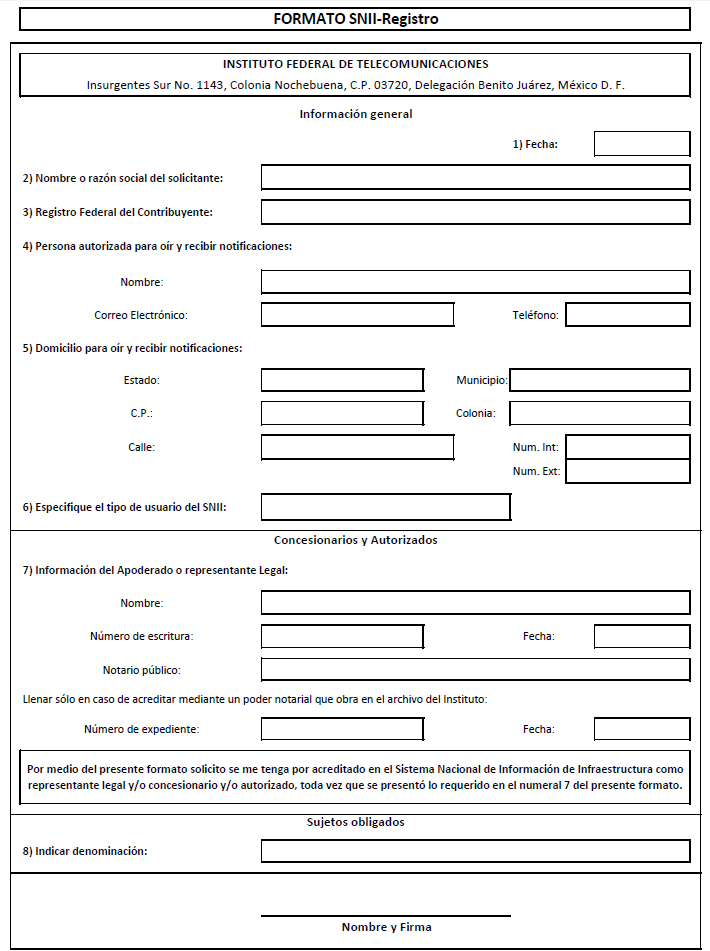 FORMATO SNII-Registro
INSTITUTO FEDERAL DE TELECOMUNICACIONES
Insurgentes Sur No. 1143, Colonia Nochebuena, C.P. 03720, Delegación Benito Juárez, México D. F.
Información general
1) Fecha:
2) Nombre o razón social del solicitante:
3) Registro Federal del Contribuyente:
4) Persona autorizada para oír y recibir notificaciones:
Nombre:
Correo Electrónico: Teléfono:
5) Domicilio para oír y recibir notificaciones:
Estado: Municipio:
C.P.: Colonia:
Calle: Num. Int:
Num. Ext:
6) Especifique el tipo de usuario del SNII:
Concesionarios y Autorizados
7) Información del Apoderado o representante Legal:
Nombre:
Número de escritura: Fecha:
Notario público:
Llenar sólo en caso de acreditar mediante un poder notarial que obra en el archivo del Instituto:
Número de expediente: Fecha:
Por medio del presente formato solicito se me tenga por acreditado en el Sistema Nacional de Información de Infraestructura como
representante legal y/o concesionario y/o autorizado, toda vez que se presentó lo requerido en el numeral 7 del presente formato.
Sujetos obligados
8) Indicar denominación:
Nombre y Firma